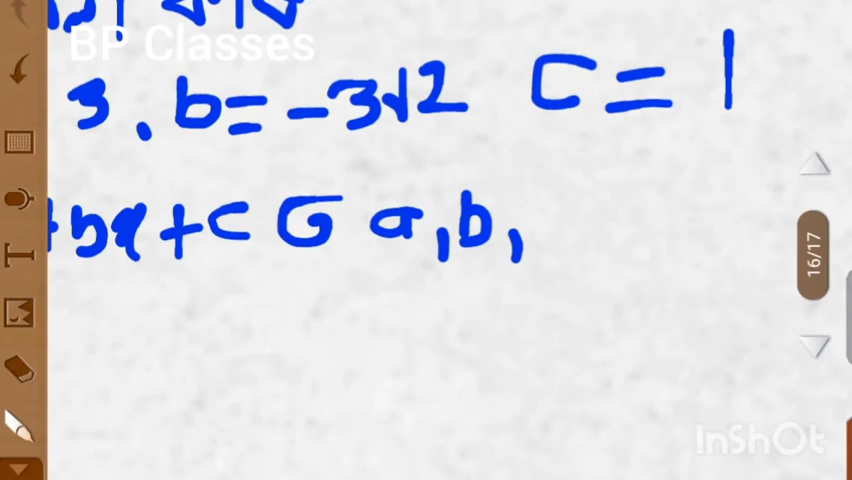 BP Classes
3, b = -3√2 C = 1
+bx+c σ a, b,
16/17
InShOt